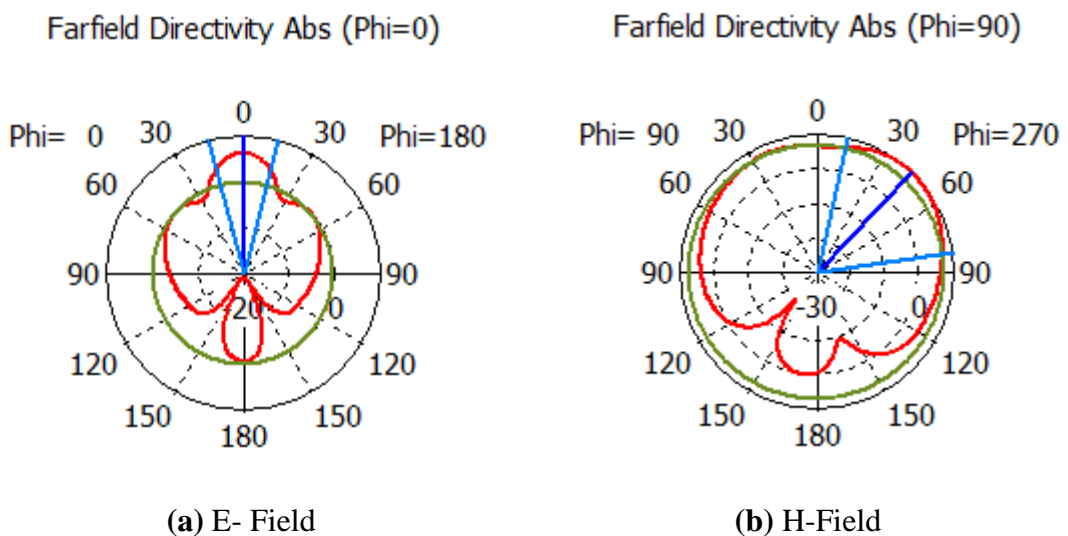 Farfield Directivity Abs (Phi=0)
Phi= 0 30 0 30 Phi=180
60 60
90 -20 0 90
120 120
150 150
180
(a) E- Field
Farfield Directivity Abs (Phi=90)
Phi= 90 30 0 30 Phi=270
60 60
90 -30 0 90
120 120
150 150
180
(b) H-Field